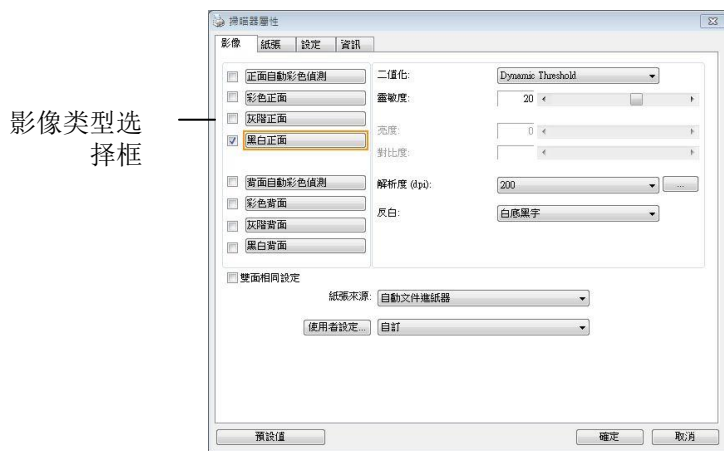 掃瞄器屬性
影像 紙張 設定 資訊
影像类型选
择框
正面自動彩色偵測
彩色正面
灰階正面
黑白正面
背面自動彩色偵測
彩色背面
灰階背面
黑白背面
二值化: Dynamic Threshold
靈敏度: 20
亮度: 0
對比度:
解析度 (dpi): 200 ...
反白: 白底黑字
雙面相同設定
紙張來源: 自動文件進紙器
使用者設定... 自訂
預設值 確定 取消